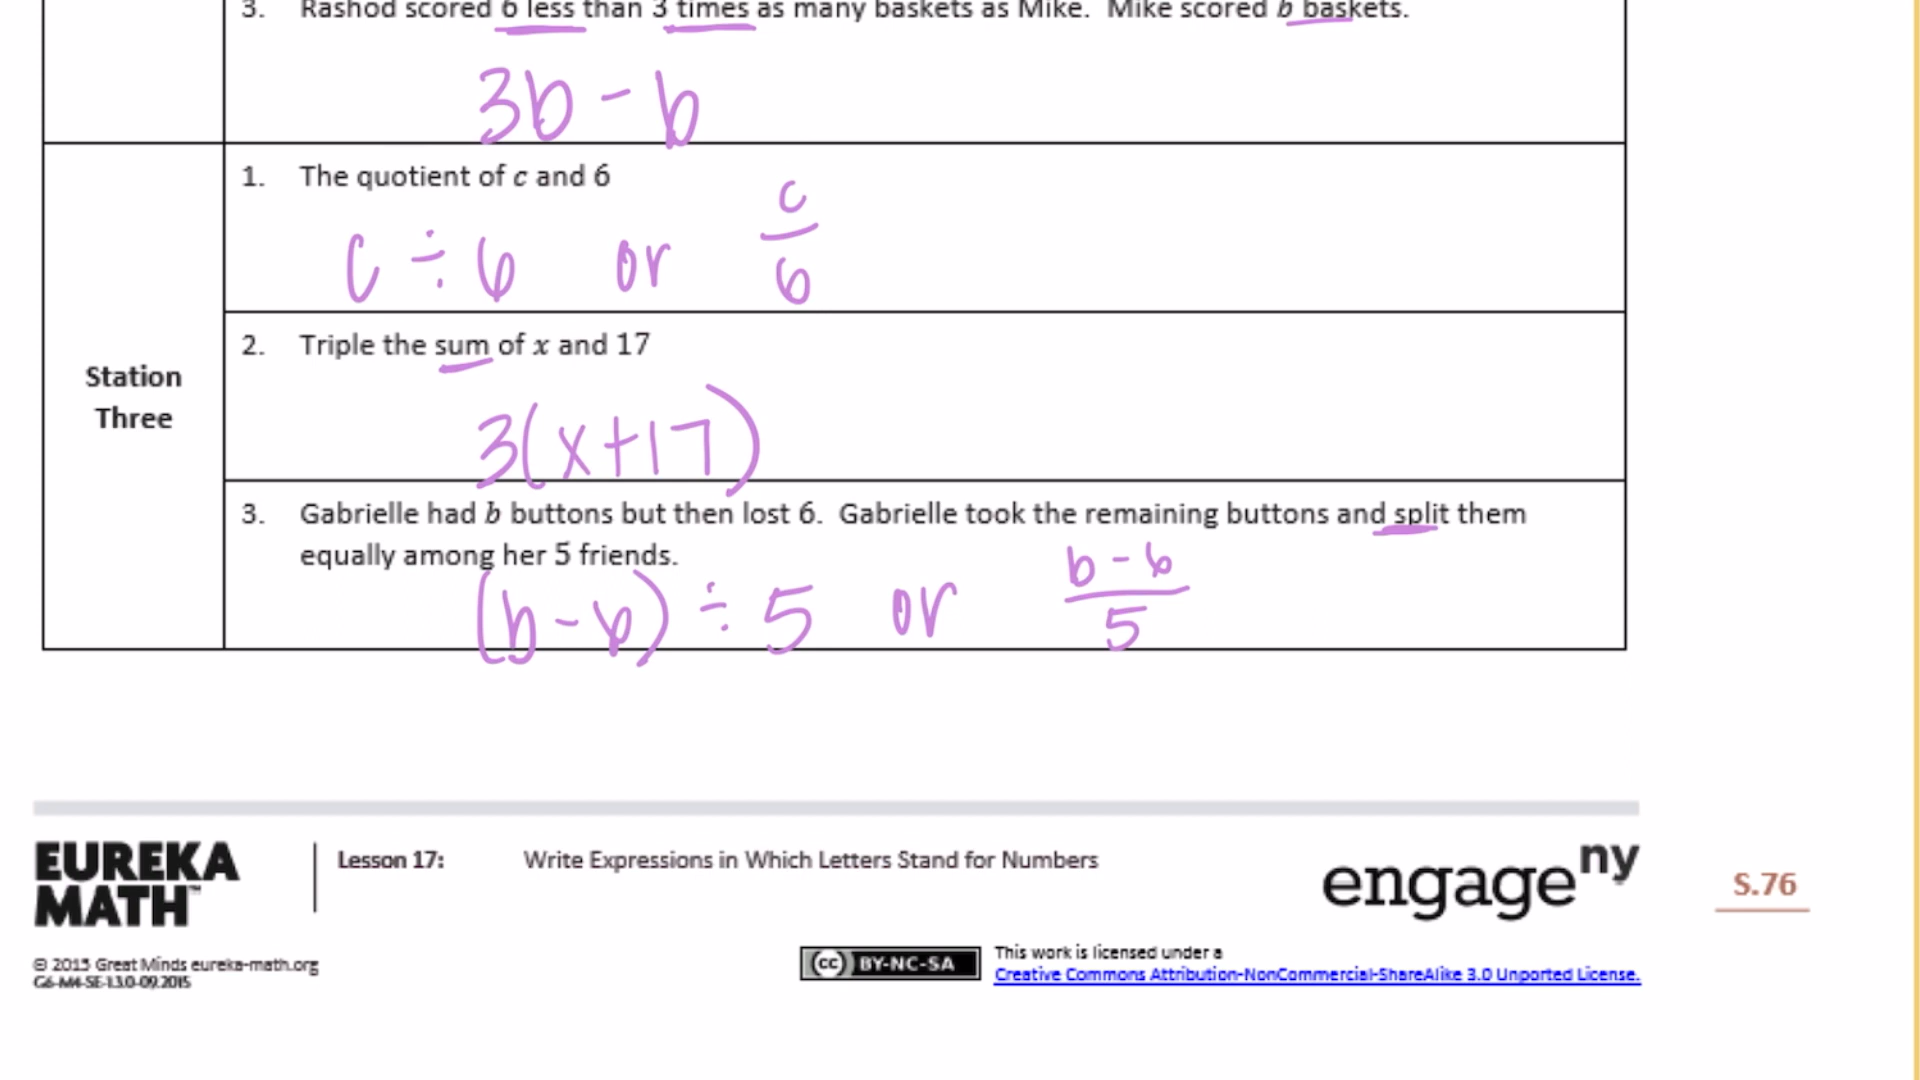 3. Rashod scored 6 less than 3 times as many baskets as Mike. Mike scored b baskets.
3b - 6
1. The quotient of c and 6
c ÷ 6 or c/6
Station
Three
2. Triple the sum of x and 17
3(x+17)
3. Gabrielle had b buttons but then lost 6. Gabrielle took the remaining buttons and split them
equally among her 5 friends.
(b-6) ÷ 5 or b-6/5
EUREKA
MATH™
Lesson 17: Write Expressions in Which Letters Stand for Numbers
engageny
S.76
© 2015 Great Minds eureka-math.org
G6-M4-SE-1.3.0-09.2015
cc BY-NC-SA
This work is licensed under a
Creative Commons Attribution-NonCommercial-ShareAlike 3.0 Unported License.